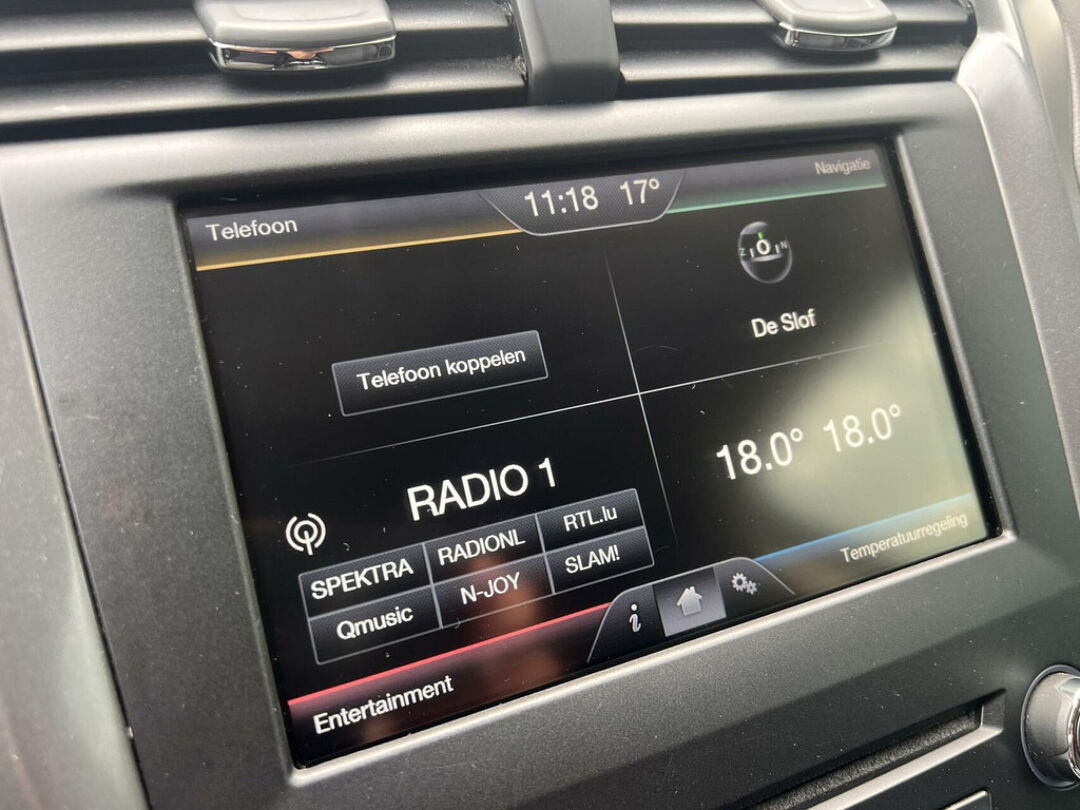 Telefoon
11:18 17°
Navigatie
Z O N
De Slof
Telefoon koppelen
18.0° 18.0°
RADIO 1
SPEKTRA RADIONL RTL.lu
Qmusic N-JOY SLAM!
i
Temperatuurregeling
Entertainment